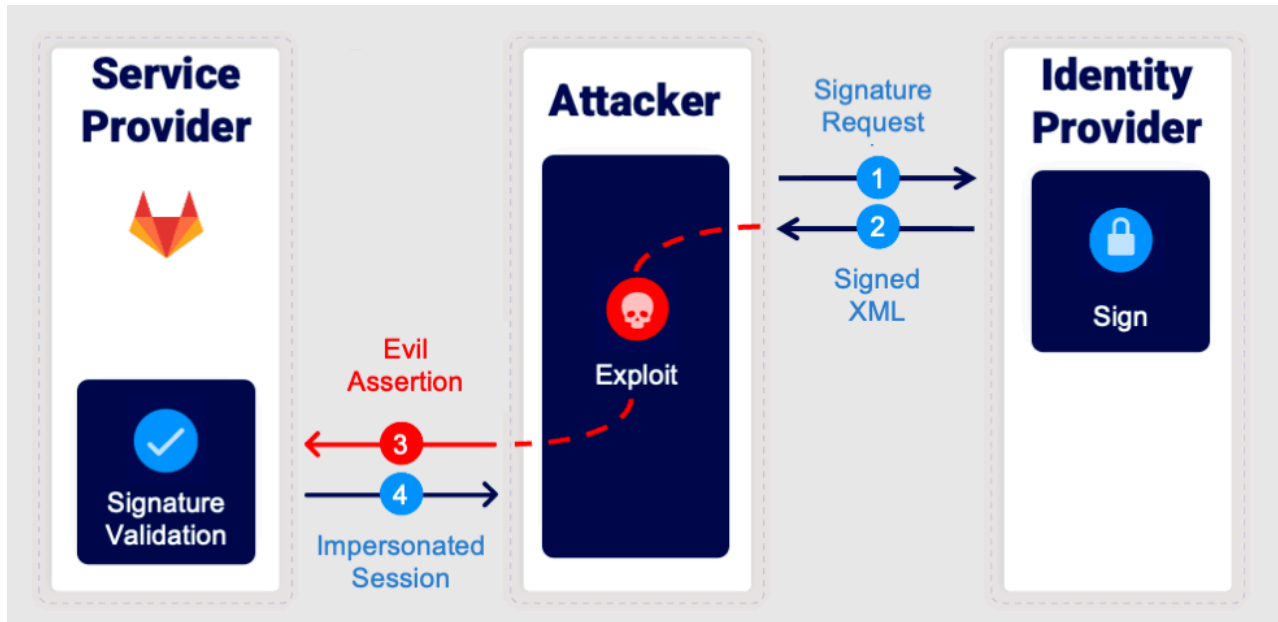 Service
Provider
Signature
Validation
Evil
Assertion
3
4
Impersonated
Session
Attacker
Exploit
Signature
Request
1
2
Signed
XML
Identity
Provider
Sign